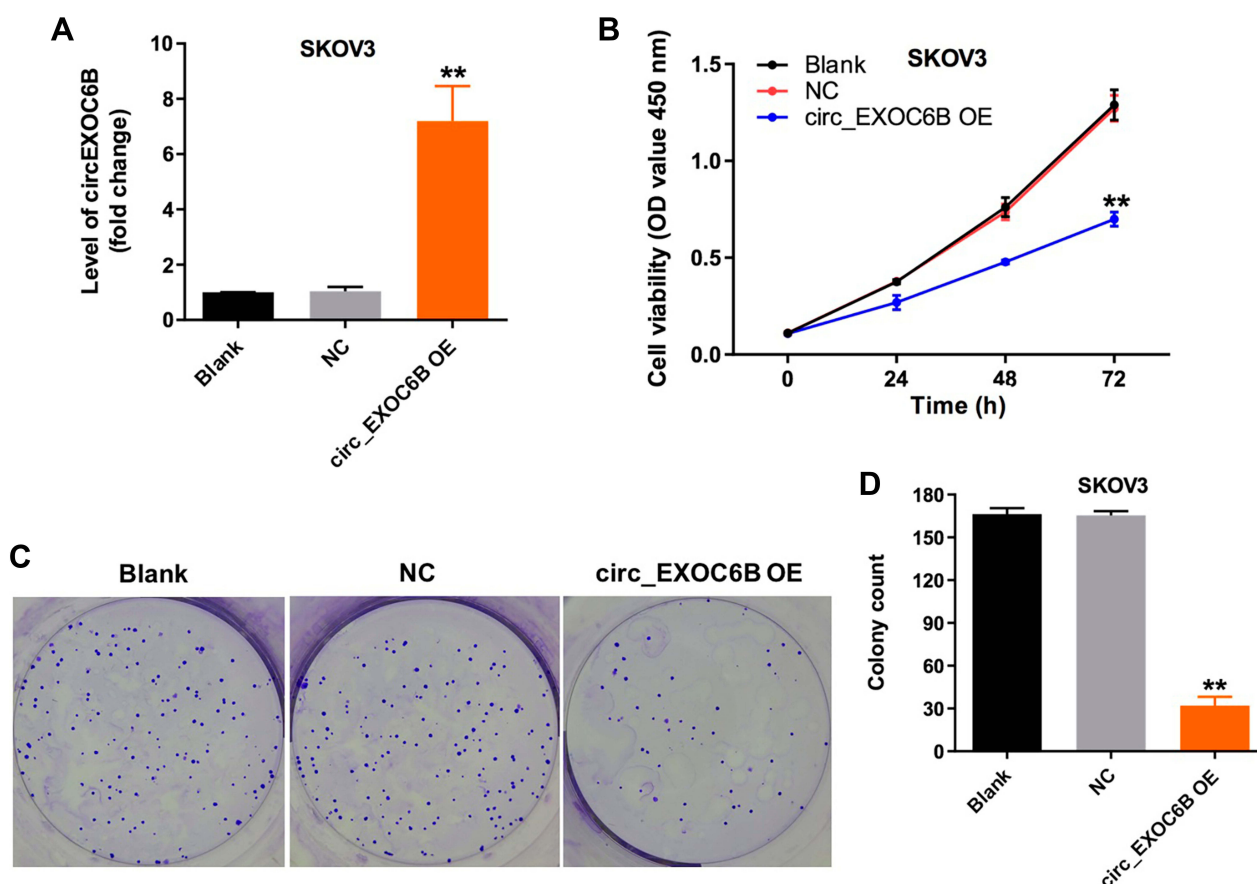 A
SKOV3
Level of circEXOC6B
(fold change)
10
8
6
4
2
0
**
Blank
NC
circ_EXOC6B OE
B
SKOV3
Blank
NC
circ_EXOC6B OE
Cell viability (OD value 450 nm)
1.5
1.0
0.5
0.0
**
0 24 48 72
Time (h)
C
Blank NC circ_EXOC6B OE
D
SKOV3
Colony count
180
150
120
90
60
30
0
**
Blank
NC
circ_EXOC6B OE